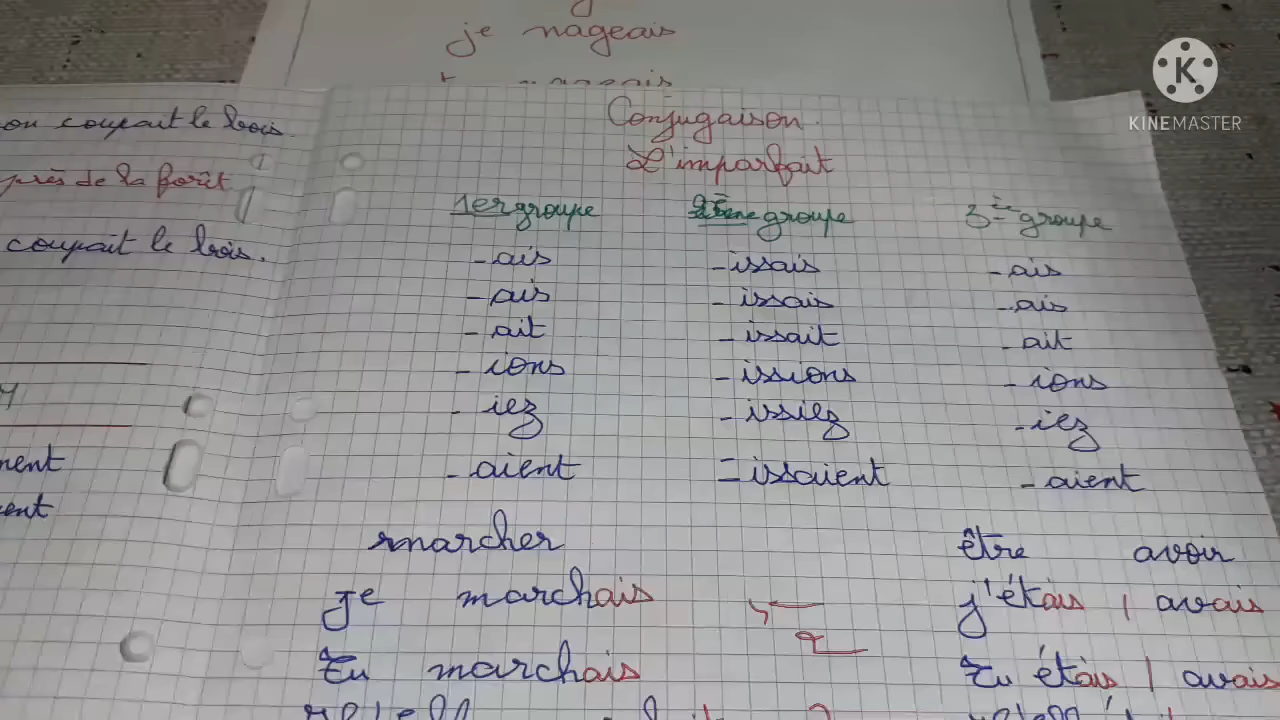 je nageais
KINEMASTER
on coupait le bois.
près de la forêt
coupait le bois.
Conjugaison.
L'imparfait
1er groupe 2ème groupe 3è groupe
- ais - issais - ais
- ais - issais - ais
- ait - issait - ait
- ions - issions - ions
- iez - issiez - iez
- aient - issaient - aient
marcher être avoir
je marchais j'étais / avais
Tu marchais Tu étais / avais